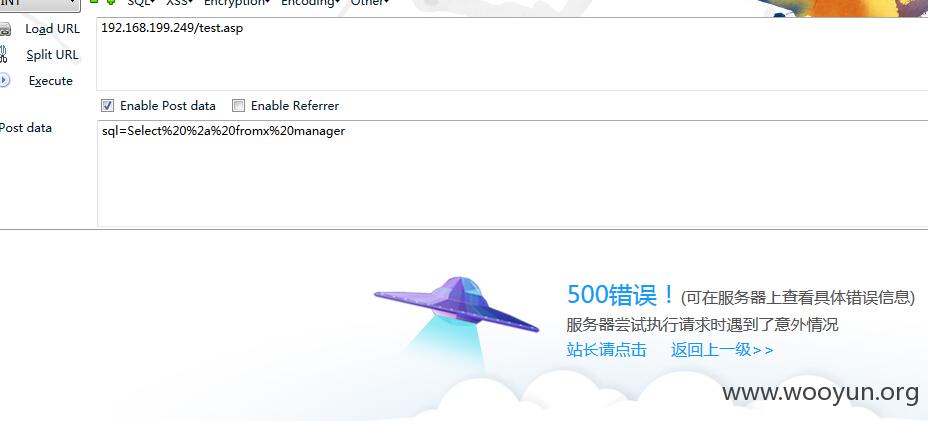 INT SQL XSS Encryption Encoding Other
Load URL
192.168.199.249/test.asp
Split URL
Execute
Enable Post data Enable Referrer
Post data
sql=Select%20%2a%20fromx%20manager
500错误！(可在服务器上查看具体错误信息)
服务器尝试执行请求时遇到了意外情况
站长请点击 返回上一级>>
www.wooyun.org